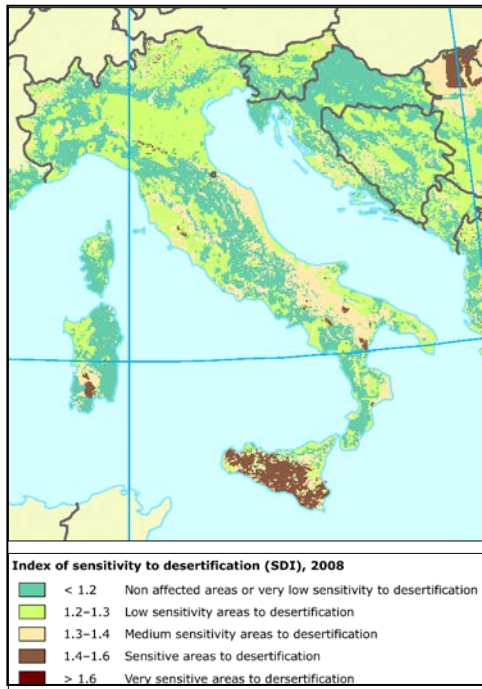 Index of sensitivity to desertification (SDI), 2008
< 1.2 Non affected areas or very low sensitivity to desertification
1.2–1.3 Low sensitivity areas to desertification
1.3–1.4 Medium sensitivity areas to desertification
1.4–1.6 Sensitive areas to desertification
> 1.6 Very sensitive areas to dersertification